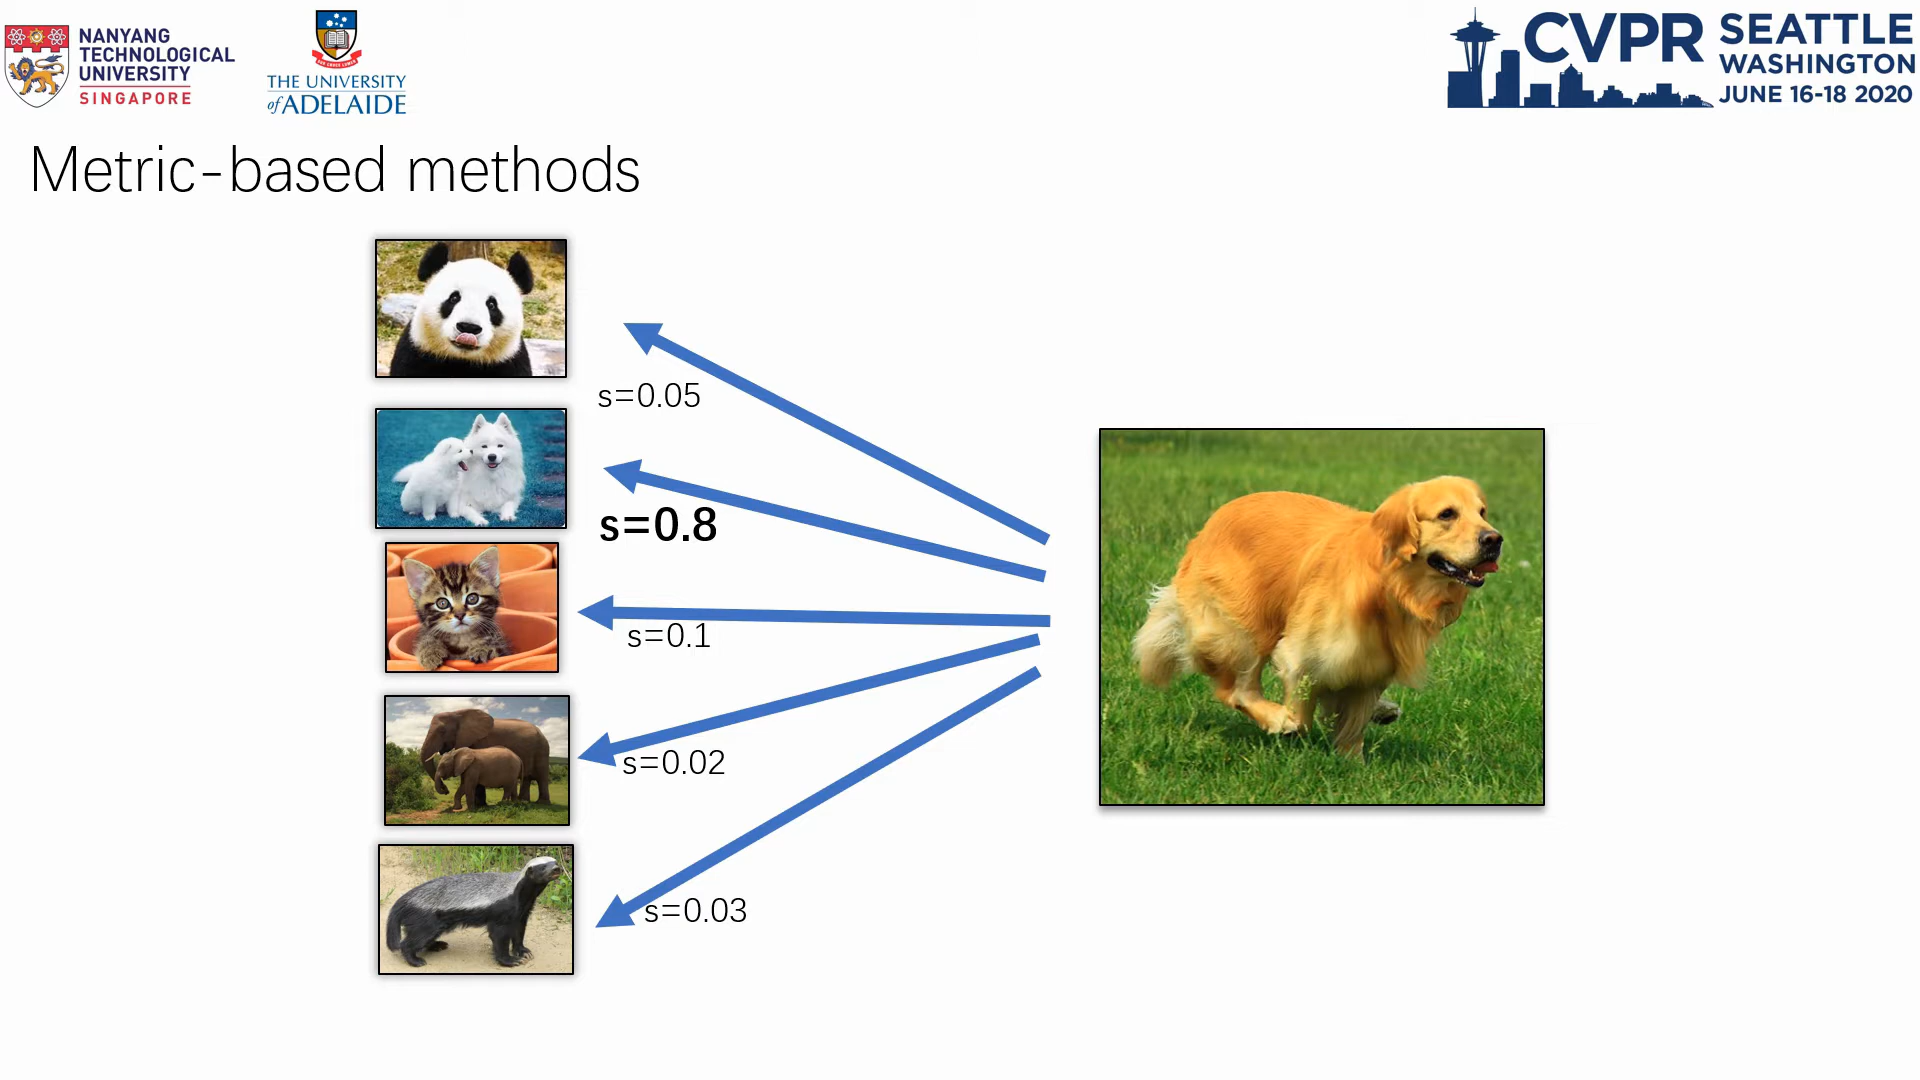 NANYANG
TECHNOLOGICAL
UNIVERSITY
SINGAPORE
THE UNIVERSITY
of ADELAIDE
CVPR SEATTLE
WASHINGTON
JUNE 16-18 2020
Metric-based methods
s=0.05
s=0.8
s=0.1
s=0.02
s=0.03